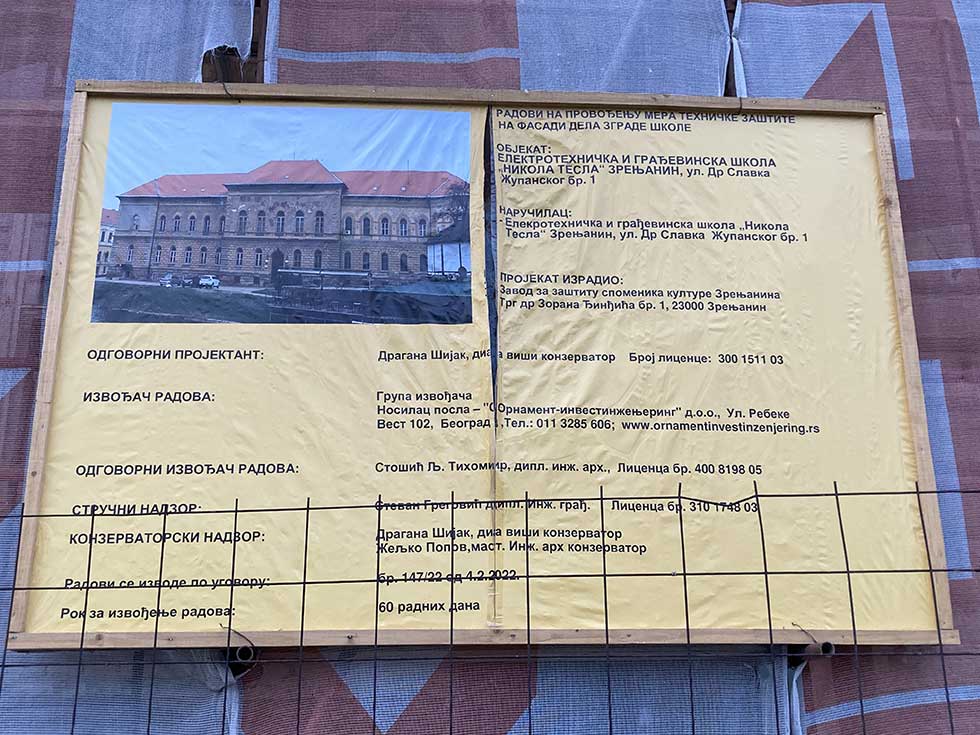 РАДОВИ НА ПРОВОЂЕЊУ МЕРА ТЕХНИЧКЕ ЗАШТИТЕ
НА ФАСАДИ ДЕЛА ЗГРАДЕ ШКОЛЕ
ОБЈЕКАТ:
ЕЛЕКТРОТЕХНИЧКА И ГРАЂЕВИНСКА ШКОЛА
„НИКОЛА ТЕСЛА" ЗРЕЊАНИН, ул. Др Славка
Жупанског бр. 1
НАРУЧИЛАЦ:
- Елекротехничка и грађевинска школа „Никола
Тесла" Зрењанин, ул. Др Славка Жупанског бр. 1
ПРОЈЕКАТ ИЗРАДИО:
Завод за заштиту споменика културе Зрењанина
Трг др Зорана Ђинђића бр. 1, 23000 Зрењанин
ОДГОВОРНИ ПРОЈЕКТАНТ: Драгана Шијак, диа виши конзерватор Број лиценце: 300 1511 03
ИЗВОЂАЧ РАДОВА: Група извођача
Носилац посла – "Орнамент-инвестинжењеринг" д.о.о., Ул. Ребеке
Вест 102, Београд ,Тел.: 011 3285 606; www.ornamentinvestinzenjering.rs
ОДГОВОРНИ ИЗВОЂАЧ РАДОВА: Стошић Љ. Тихомир, дипл. инж. арх., Лиценца бр. 400 8198 05
СТРУЧНИ НАДЗОР: Стеван Греговић дипл. Инж. грађ. Лиценца бр. 310 1748 03
КОНЗЕРВАТОРСКИ НАДЗОР: Драгана Шијак, диа виши конзерватор
Жељко Попов,маст. Инж. арх конзерватор
Радови се изводе по уговору: бр. 147/22 од 4.2.2022.
Рок за извођење радова: 60 радних дана